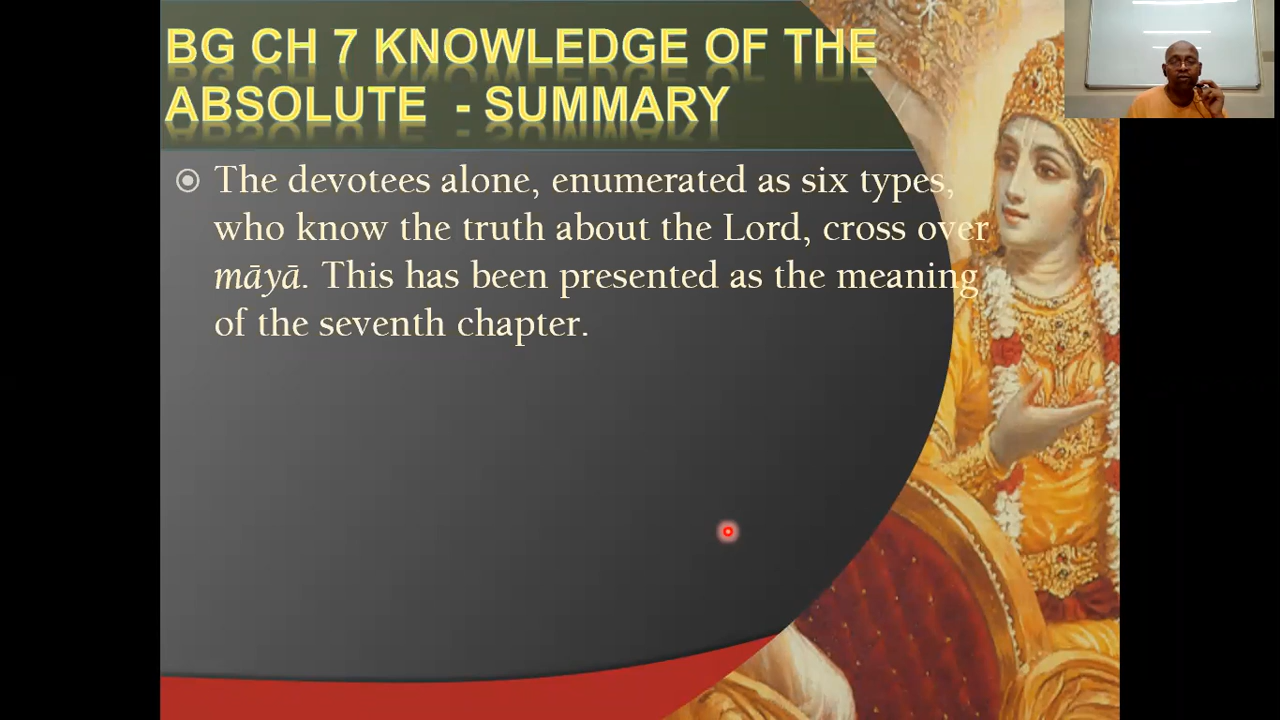 BG CH 7 KNOWLEDGE OF THE
ABSOLUTE - SUMMARY
The devotees alone, enumerated as six types,
who know the truth about the Lord, cross over
māyā. This has been presented as the meaning
of the seventh chapter.